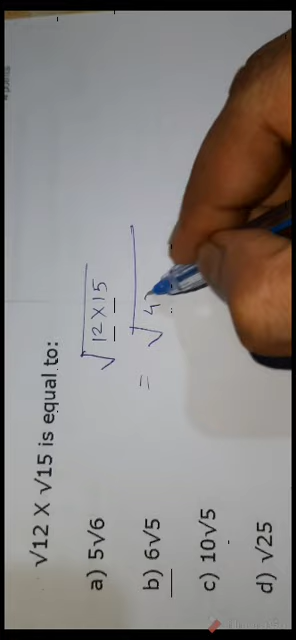 √12 X √15 is equal to:
√12 X 15
= √4
a) 5√6
b) 6√5
c) 10√5
d) √25